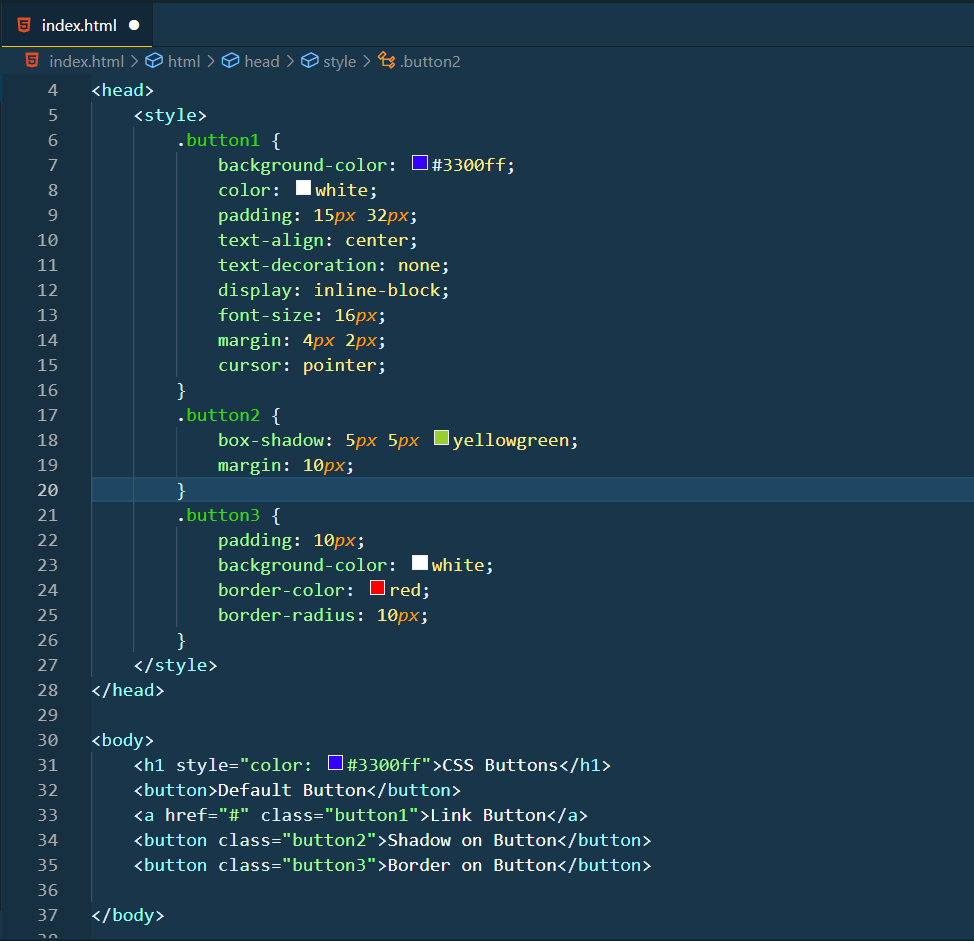 index.html
index.html > html > head > style > .button2
4 <head>
5     <style>
6         .button1 {
7             background-color: #3300ff;
8             color: white;
9             padding: 15px 32px;
10             text-align: center;
11             text-decoration: none;
12             display: inline-block;
13             font-size: 16px;
14             margin: 4px 2px;
15             cursor: pointer;
16         }
17         .button2 {
18             box-shadow: 5px 5px yellowgreen;
19             margin: 10px;
20         }
21         .button3 {
22             padding: 10px;
23             background-color: white;
24             border-color: red;
25             border-radius: 10px;
26         }
27     </style>
28 </head>
29
30 <body>
31     <h1 style="color: #3300ff">CSS Buttons</h1>
32     <button>Default Button</button>
33     <a href="#" class="button1">Link Button</a>
34     <button class="button2">Shadow on Button</button>
35     <button class="button3">Border on Button</button>
36
37 </body>